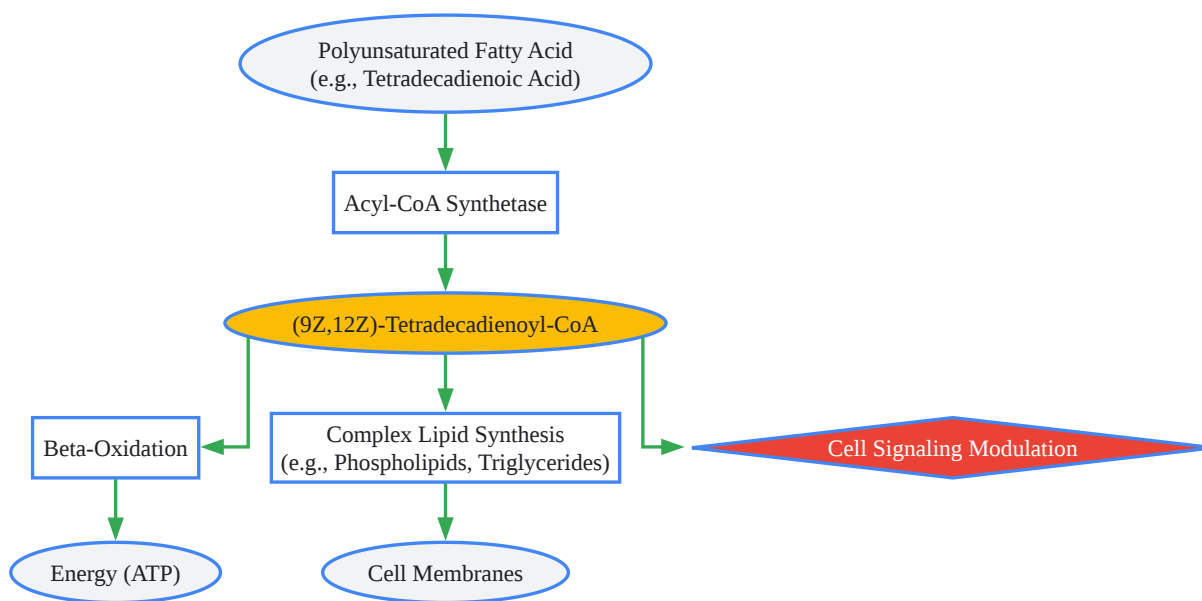 Polyunsaturated Fatty Acid
(e.g., Tetradecadienoic Acid)
Acyl-CoA Synthetase
(9Z,12Z)-Tetradecadienoyl-CoA
Beta-Oxidation
Complex Lipid Synthesis
(e.g., Phospholipids, Triglycerides)
Cell Signaling Modulation
Energy (ATP)
Cell Membranes